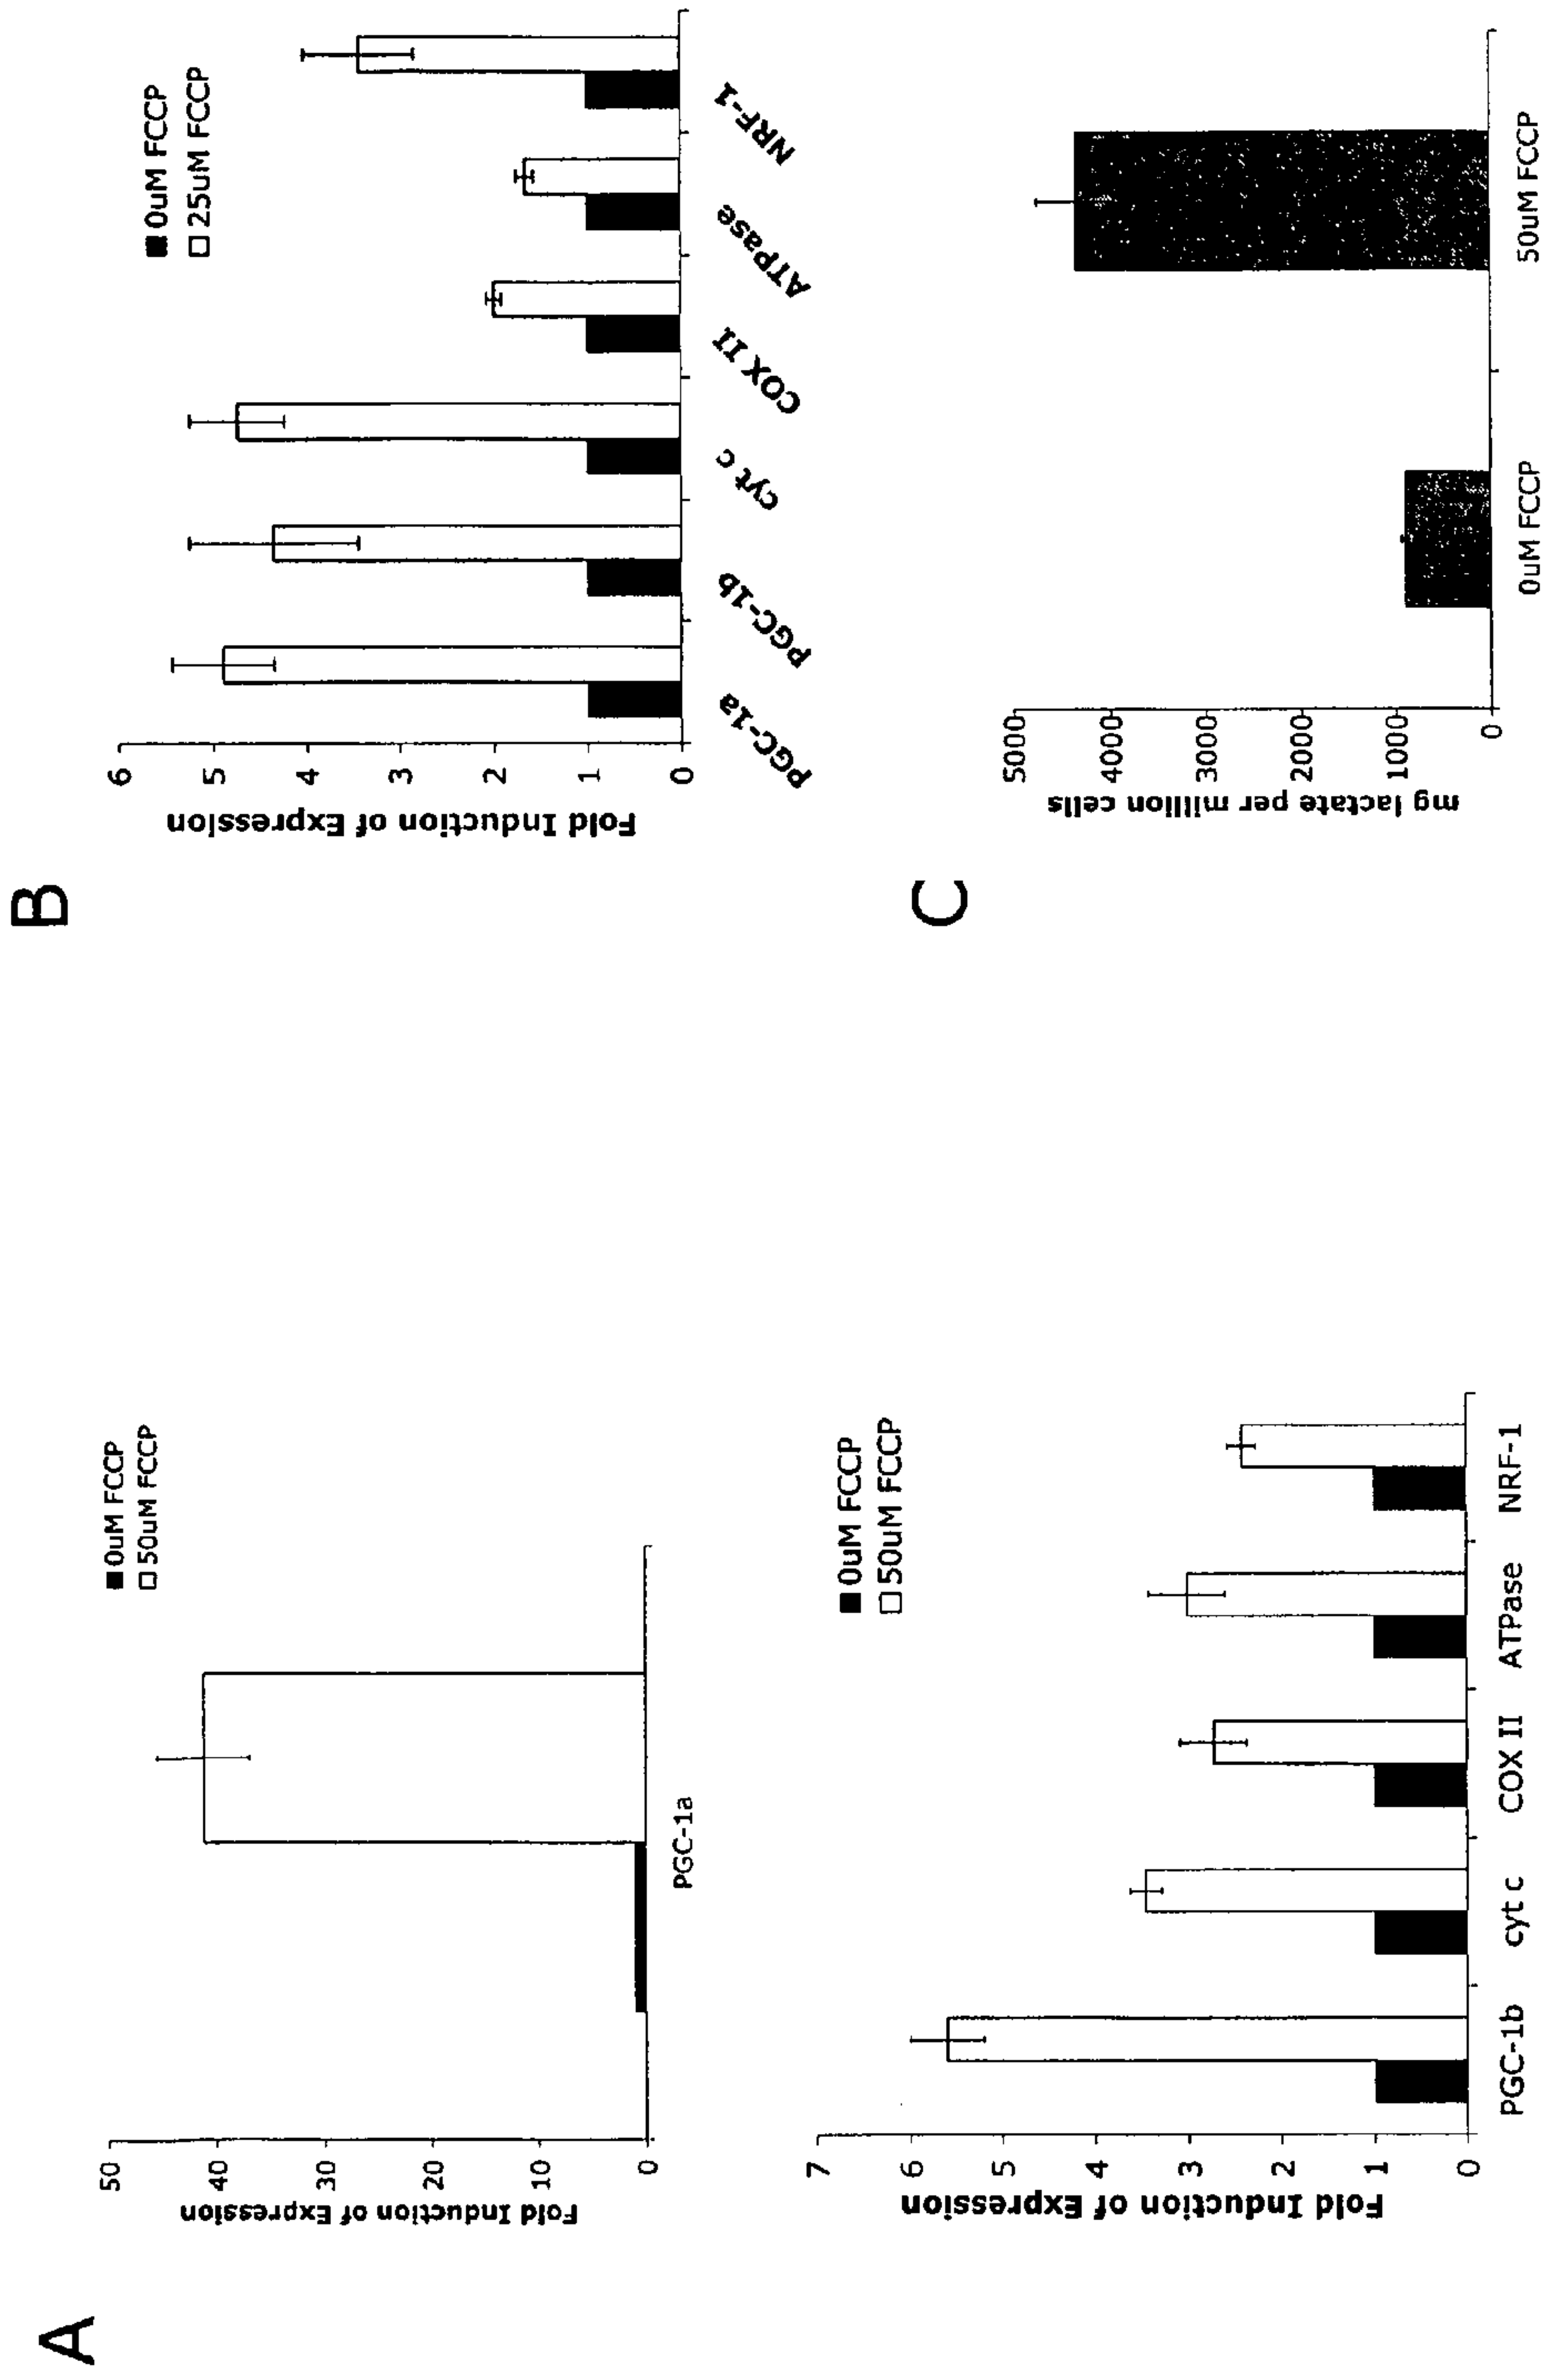 A
■ 0uM FCCP
□ 50uM FCCP
Fold Induction of Expression
50
40
30
20
10
0
PGC-1a
■ 0uM FCCP
□ 50uM FCCP
Fold Induction of Expression
7
6
5
4
3
2
1
0
PGC-1b cyt c COX II ATPase NRF-1
B
■ 0uM FCCP
□ 25uM FCCP
Fold Induction of Expression
6
5
4
3
2
1
0
PGC-1a PGC-1b cyt c COX II ATPase NRF-1
C
mg lactate per million cells
5000
4000
3000
2000
1000
0
0uM FCCP 50uM FCCP